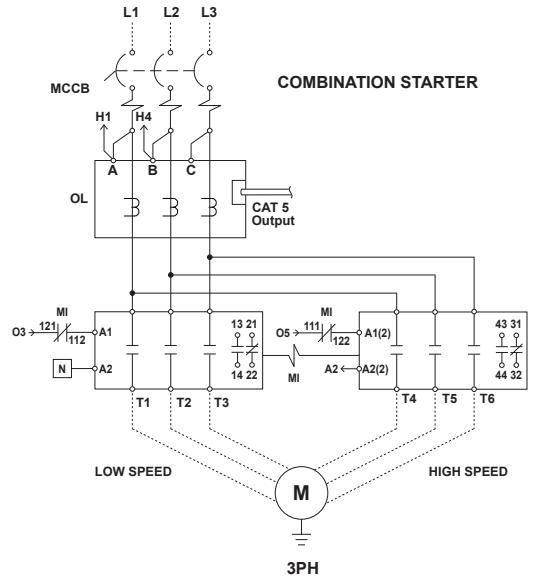 L1 L2 L3
COMBINATION STARTER
MCCB
H1 H4
A B C
OL
CAT 5
Output
MI MI
O3 121 112 A1 13 21 O5 111 122 A1(2) 43 31
N A2 14 22 MI A2 A2(2) 44 32
T1 T2 T3 T4 T5 T6
LOW SPEED HIGH SPEED
M
3PH